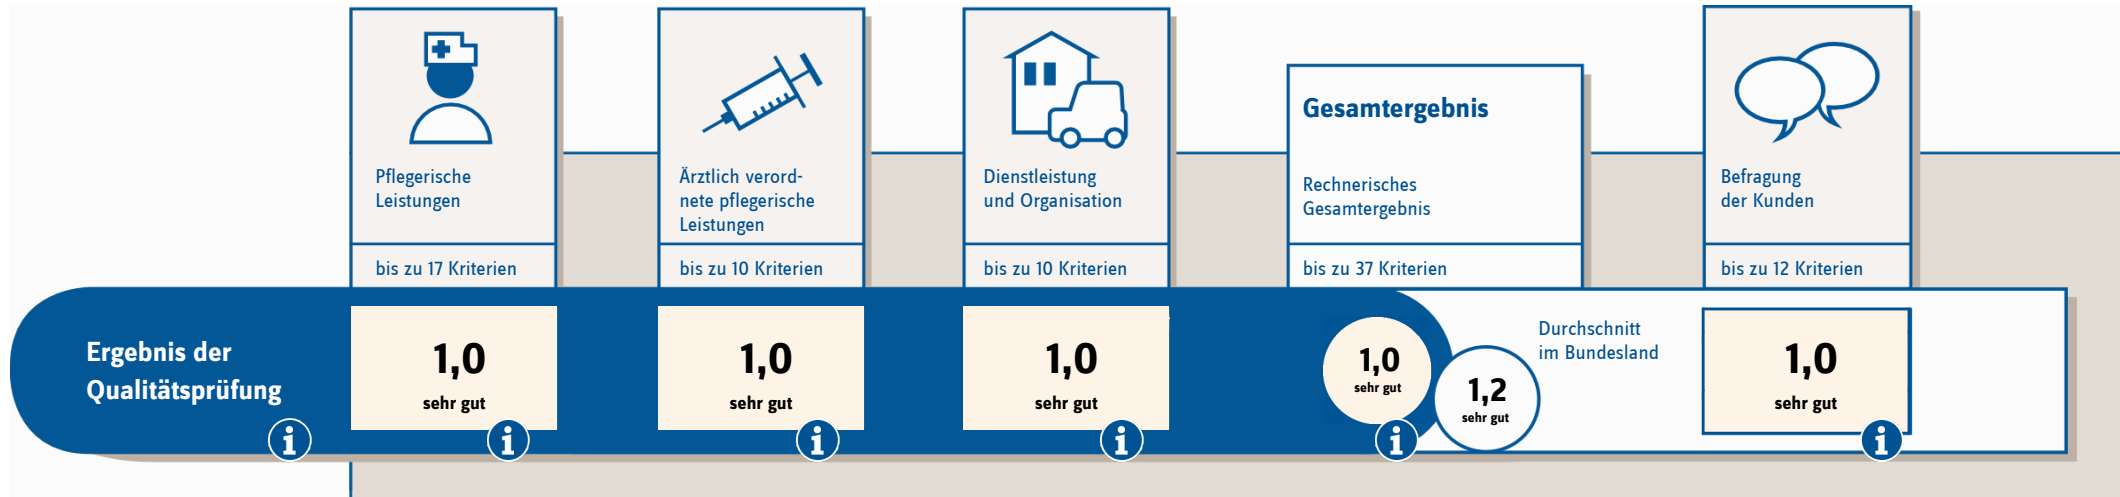 Pflegerische
Leistungen
bis zu 17 Kriterien
Ärztlich verord-
nete pflegerische
Leistungen
bis zu 10 Kriterien
Dienstleistung
und Organisation
bis zu 10 Kriterien
Gesamtergebnis
Rechnerisches
Gesamtergebnis
bis zu 37 Kriterien
Befragung
der Kunden
bis zu 12 Kriterien
Ergebnis der
Qualitätsprüfung
i
1,0
sehr gut
i
1,0
sehr gut
i
1,0
sehr gut
i
1,0
sehr gut
i
1,2
sehr gut
Durchschnitt
im Bundesland
1,0
sehr gut
i